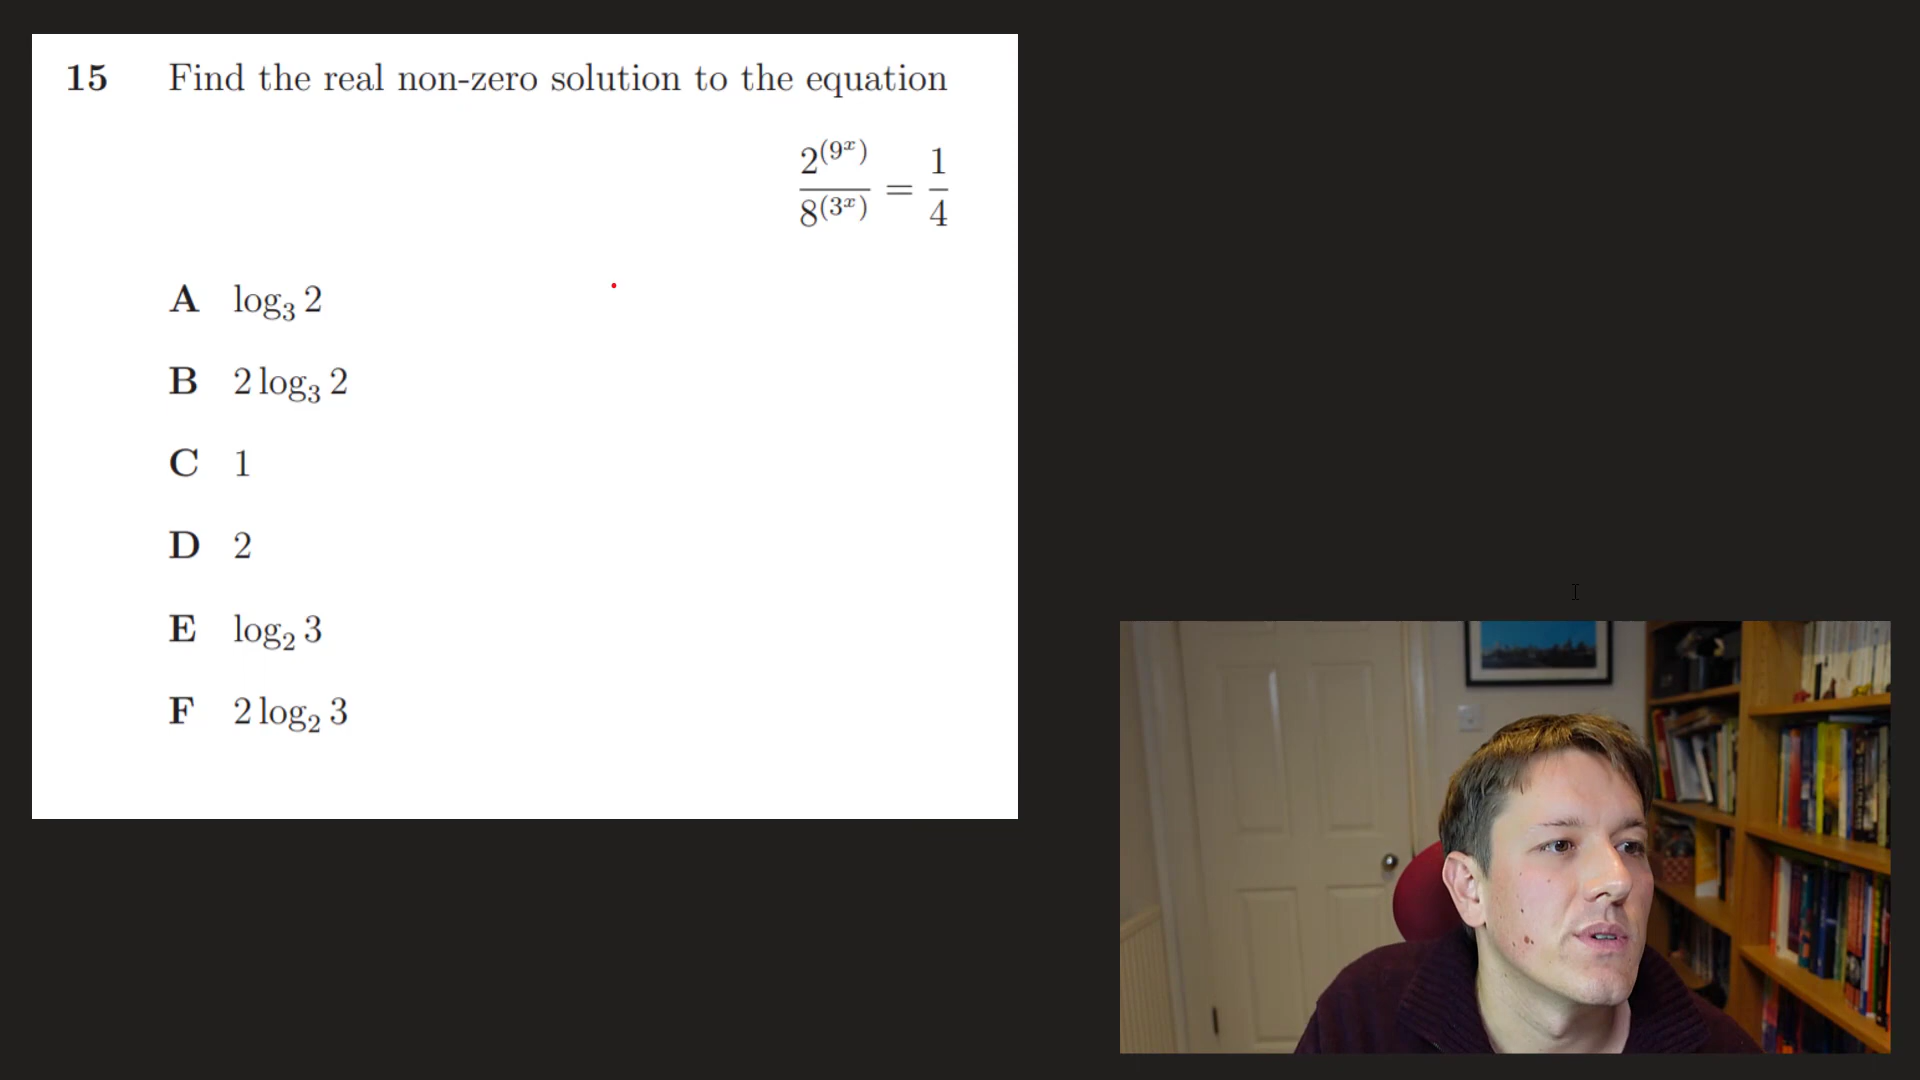 15 Find the real non-zero solution to the equation
2^(9^x) / 8^(3^x) = 1/4
A log₃ 2
B 2 log₃ 2
C 1
D 2
E log₂ 3
F 2 log₂ 3